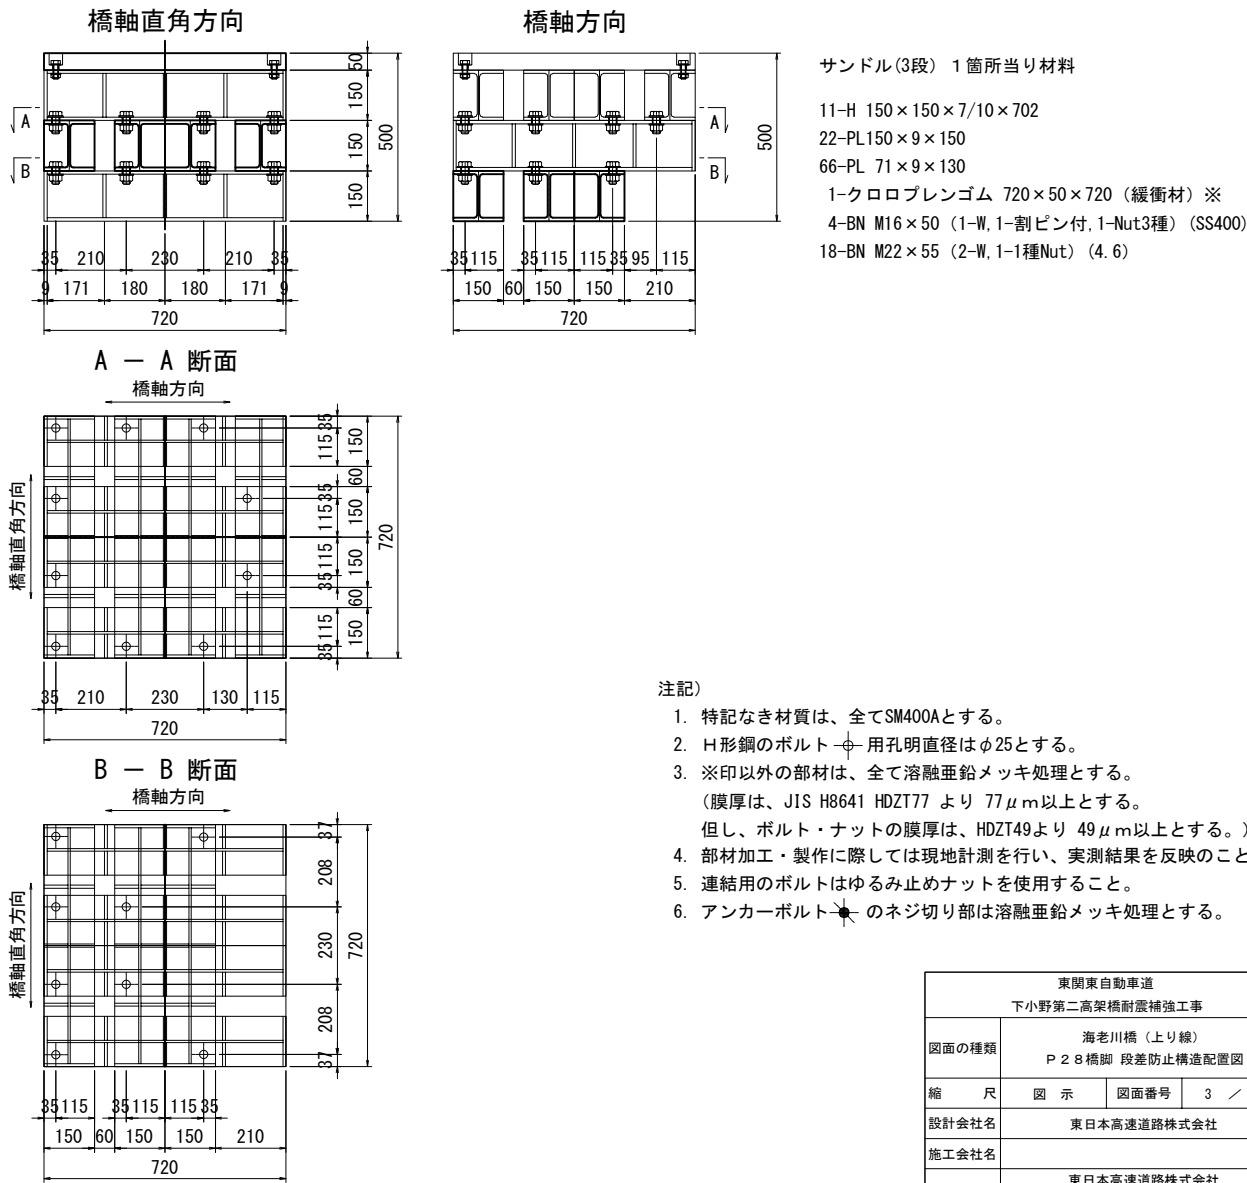 橋軸直角方向
橋軸方向
A
B
A
B
50
150
150
150
500
500
35 210 230 210 35
9 171 180 180 171 9
720
35 115 35 115 115 35 95 115
150 60 150 150 210
720
サンドル(3段) 1箇所当り材料
11-H 150×150×7/10×702
22-PL150×9×150
66-PL 71×9×130
1-クロロプレンゴム 720×50×720 (緩衝材) ※
4-BN M16×50 (1-W,1-割ピン付,1-Nut3種) (SS400)
18-BN M22×55 (2-W,1-1種Nut) (4.6)
A － A 断面
橋軸方向
橋軸直角方向
35
115
35
115
115
35
115
35
150
60
150
150
60
150
720
35 210 230 130 115
720
B － B 断面
橋軸方向
橋軸直角方向
37
208
230
208
37
720
35 115 35 115 115 35
150 60 150 150 210
720
注記)
1. 特記なき材質は、全てSM400Aとする。
2. H形鋼のボルト 用孔明直径はφ25とする。
3. ※印以外の部材は、全て溶融亜鉛メッキ処理とする。
(膜厚は、JIS H8641 HDZT77 より 77μm以上とする。
但し、ボルト・ナットの膜厚は、HDZT49より 49μm以上とする。)
4. 部材加工・製作に際しては現地計測を行い、実測結果を反映のこと
5. 連結用のボルトはゆるみ止めナットを使用すること。
6. アンカーボルト のネジ切り部は溶融亜鉛メッキ処理とする。
東関東自動車道
下小野第二高架橋耐震補強工事
図面の種類 海老川橋 (上り線)
P28橋脚 段差防止構造配置図
縮 尺 図 示 図面番号 3 ／
設計会社名 東日本高速道路株式会社
施工会社名
東日本高速道路株式会社